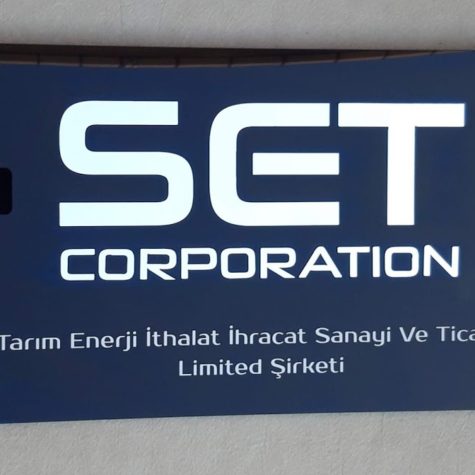 SET
CORPORATION
Tarım Enerji İthalat İhracat Sanayi Ve
Limited Şirketi